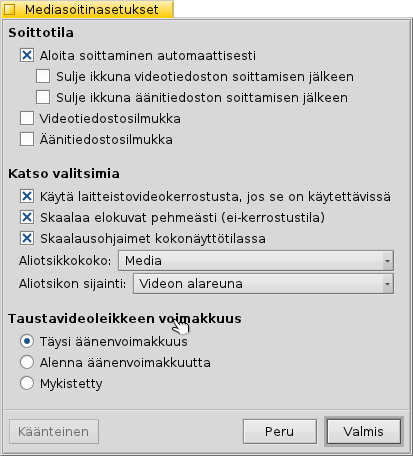 Mediasoitinasetukset
Soittotila
Aloita soittaminen automaattisesti
Sulje ikkuna videotiedoston soittamisen jälkeen
Sulje ikkuna äänitiedoston soittamisen jälkeen
Videotiedostosilmukka
Äänitiedostosilmukka
Katso valitsimia
Käytä laitteistovideokerrostusta, jos se on käytettävissä
Skaalaa elokuvat pehmeästi (ei-kerrostustila)
Skaalausohjaimet kokonäyttötilassa
Aliotsikkokoko: Media
Aliotsikon sijainti: Videon alareuna
Taustavideoleikkeen voimakkuus
Täysi äänenvoimakkuus
Alenna äänenvoimakkuutta
Mykistetty
Käänteinen Peru Valmis